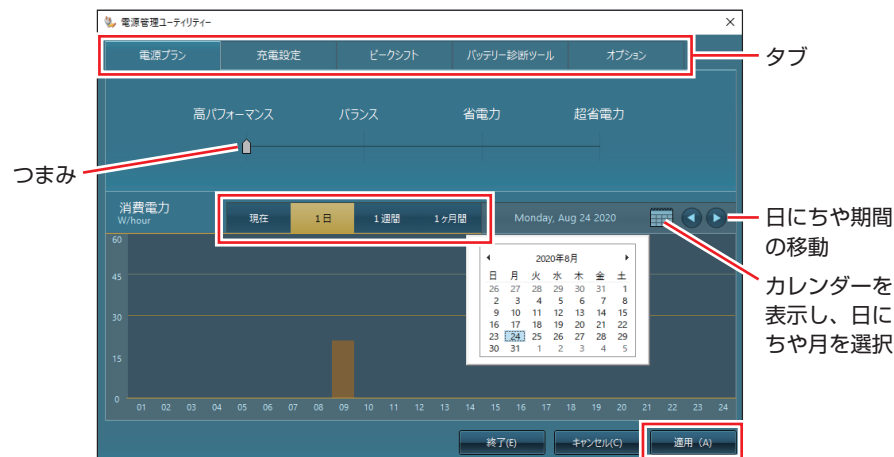 電源管理ユーティリティー
電源プラン 充電設定 ピークシフト バッテリー診断ツール オプション
タブ
高パフォーマンス バランス 省電力 超省電力
つまみ
消費電力
W/hour
現在 1日 1週間 1ヶ月間 Monday, Aug 24 2020
日にちや期間
の移動
カレンダーを
表示し、日に
ちや月を選択
2020年8月
日 月 火 水 木 金 土
26 27 28 29 30 31 1
2 3 4 5 6 7 8
9 10 11 12 13 14 15
16 17 18 19 20 21 22
23 24 25 26 27 28 29
30 31 1 2 3 4 5
60
45
30
15
0
01 02 03 04 05 06 07 08 09 10 11 12 13 14 15 16 17 18 19 20 21 22 23 24
終了(E) キャンセル(C) 適用（A）